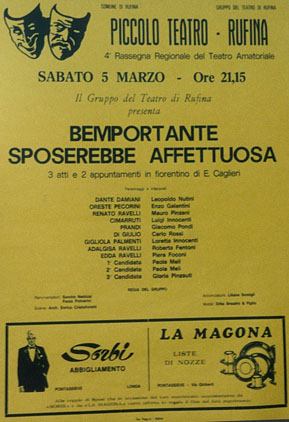 COMUNE DI RUFINA
GRUPPO DEL TEATRO DI RUFINA
PICCOLO TEATRO - RUFINA
4ª Rassegna Regionale del Teatro Amatoriale
SABATO 5 MARZO - Ore 21,15
Il Gruppo del Teatro di Rufina
presenta
BEMPORTANTE
SPOSEREBBE AFFETTUOSA
3 atti e 2 appuntamenti in fiorentino di E. Caglieri
Personaggi e interpreti
DANTE DAMIANI Leopoldo Nutini
ORESTE PECORINI Enzo Galantini
RENATO RAVELLI Mauro Pinzani
CIMARRUTI Luigi Innocenti
PRANDI Giacomo Pondi
DI GIULIO Carlo Rossi
GIGLIOLA PALMENTI Loretta Innocenti
ADALGISA RAVELLI Roberta Fantoni
EDDA RAVELLI Piera Foconi
1ª Candidata Paola Meli
2ª Candidata Paola Meli
3ª Candidata Gloria Pinzauti
REGIA DEL GRUPPO
Sorbi
ABBIGLIAMENTO
PONTASSIEVE LONDA
LA MAGONA
LISTE
DI NOZZE
PONTASSIEVE - Via Ghiberti